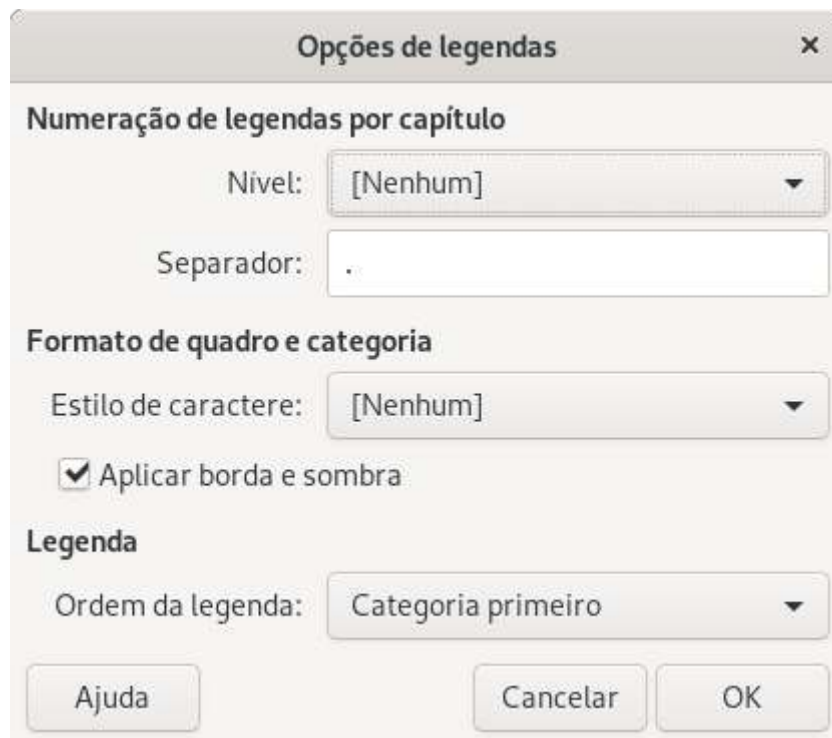 Opções de legendas ×
Numeração de legendas por capítulo
Nível: [Nenhum]
Separador: .
Formato de quadro e categoria
Estilo de caractere: [Nenhum]
Aplicar borda e sombra
Legenda
Ordem da legenda: Categoria primeiro
Ajuda Cancelar OK